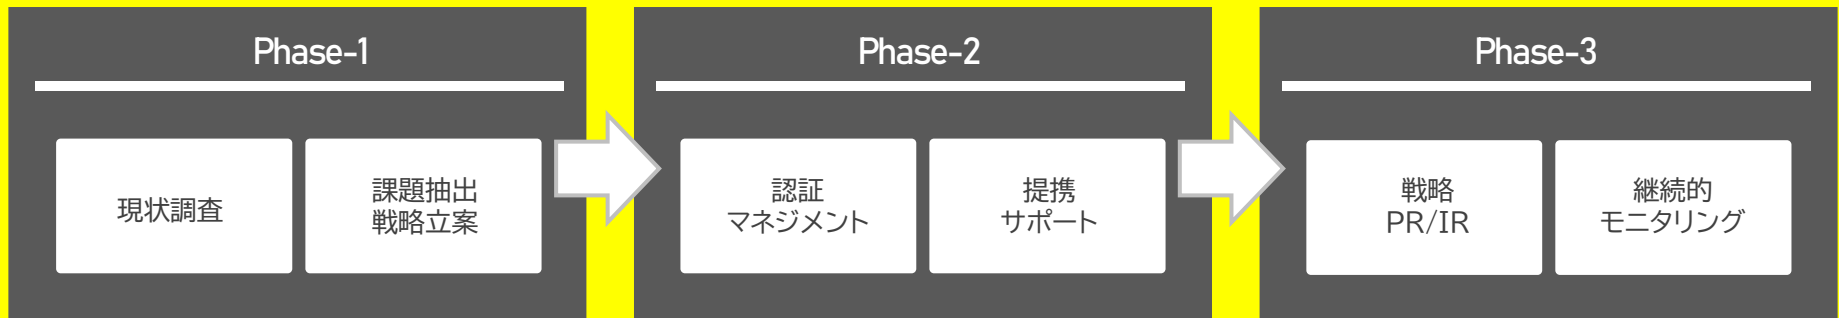 Phase-1
現状調査
課題抽出
戦略立案
Phase-2
認証
マネジメント
提携
サポート
Phase-3
戦略
PR/IR
継続的
モニタリング